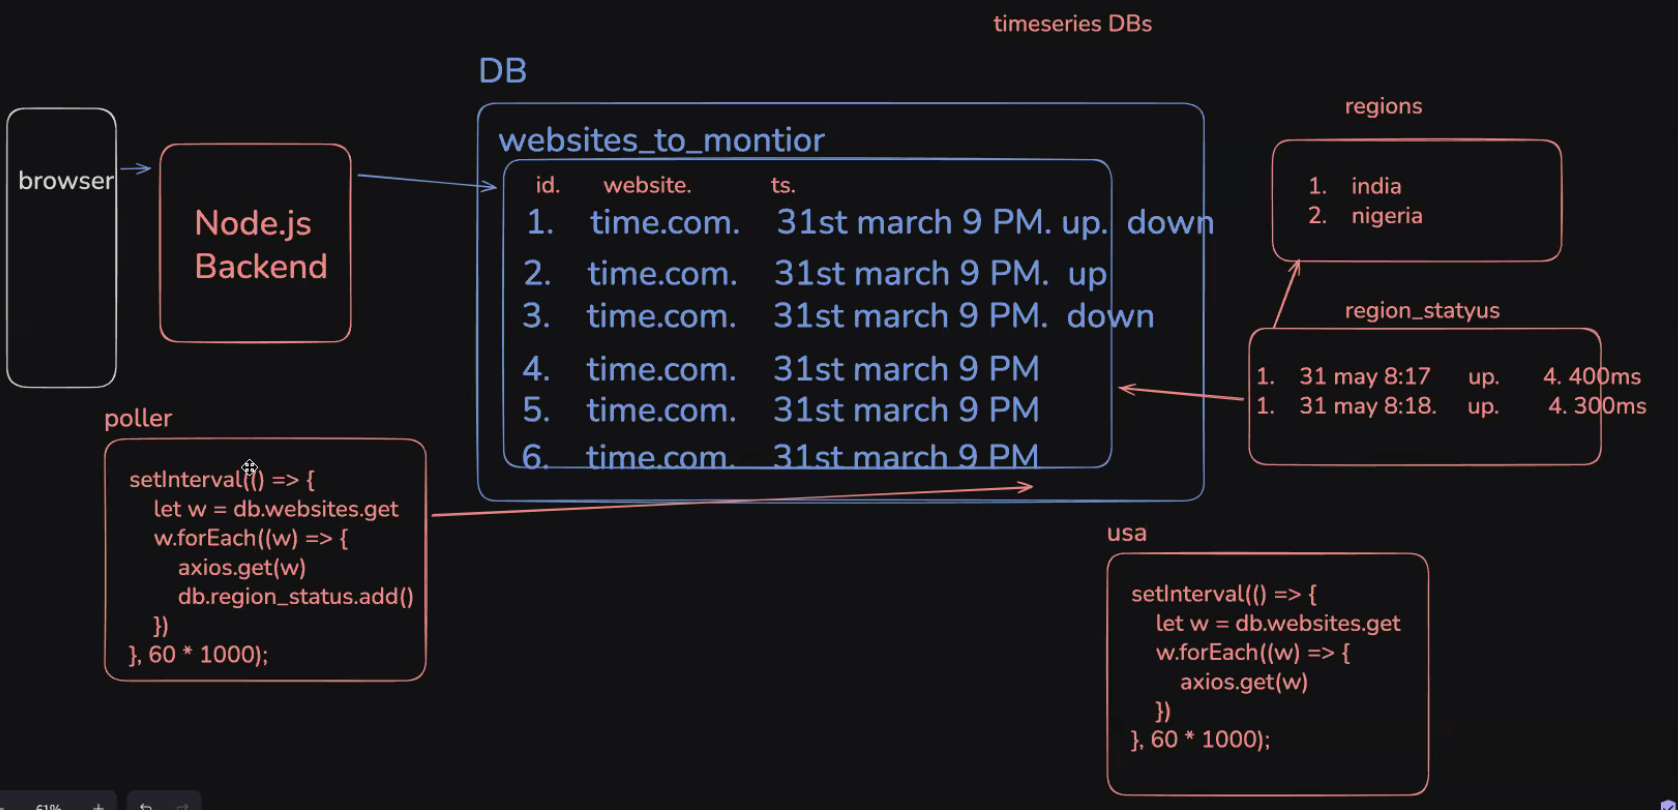 timeseries DBs
DB
browser
Node.js
Backend
websites_to_montior
id. website. ts.
1. time.com. 31st march 9 PM. up. down
2. time.com. 31st march 9 PM. up
3. time.com. 31st march 9 PM. down
4. time.com. 31st march 9 PM
5. time.com. 31st march 9 PM
6. time.com. 31st march 9 PM
regions
1. india
2. nigeria
region_statyus
1. 31 may 8:17 up. 4. 400ms
1. 31 may 8:18. up. 4. 300ms
poller
setInterval(() => {
let w = db.websites.get
w.forEach((w) => {
axios.get(w)
db.region_status.add()
})
}, 60 * 1000);
usa
setInterval(() => {
let w = db.websites.get
w.forEach((w) => {
axios.get(w)
})
}, 60 * 1000);
61%